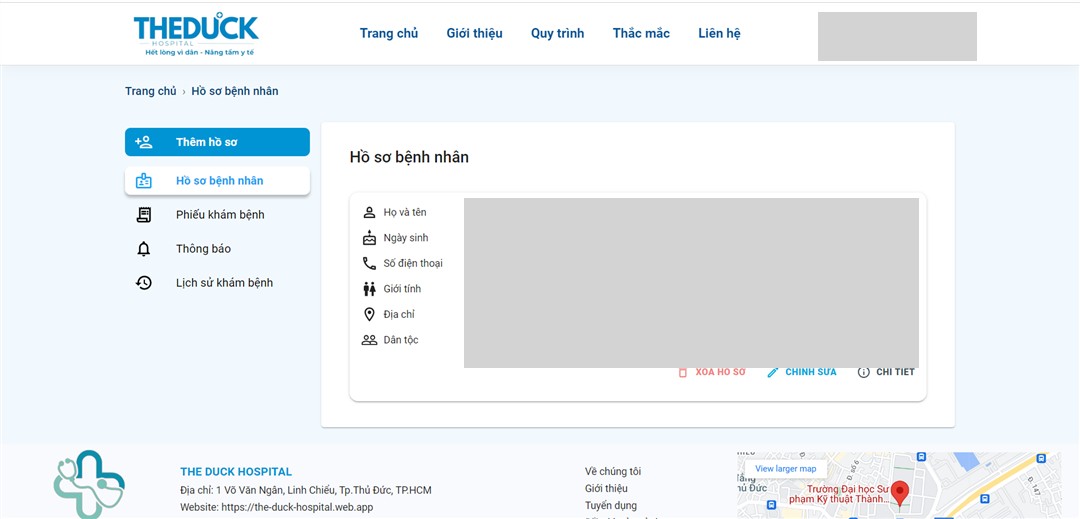 THEDUCK
HOSPITAL
Hết lòng vì dân - Nâng tầm y tế
Trang chủ Giới thiệu Quy trình Thắc mắc Liên hệ
Trang chủ › Hồ sơ bệnh nhân
Thêm hồ sơ
Hồ sơ bệnh nhân
Phiếu khám bệnh
Thông báo
Lịch sử khám bệnh
Hồ sơ bệnh nhân
Họ và tên
Ngày sinh
Số điện thoại
Giới tính
Địa chỉ
Dân tộc
XÓA HỒ SƠ CHỈNH SỬA CHI TIẾT
THE DUCK HOSPITAL
Địa chỉ: 1 Võ Văn Ngân, Linh Chiểu, Tp.Thủ Đức, TP.HCM
Website: https://the-duck-hospital.web.app
Về chúng tôi
Giới thiệu
Tuyển dụng
View larger map
Trường Đại học Sư
phạm Kỹ thuật Thành...
Đ. số 6
Đ. 147